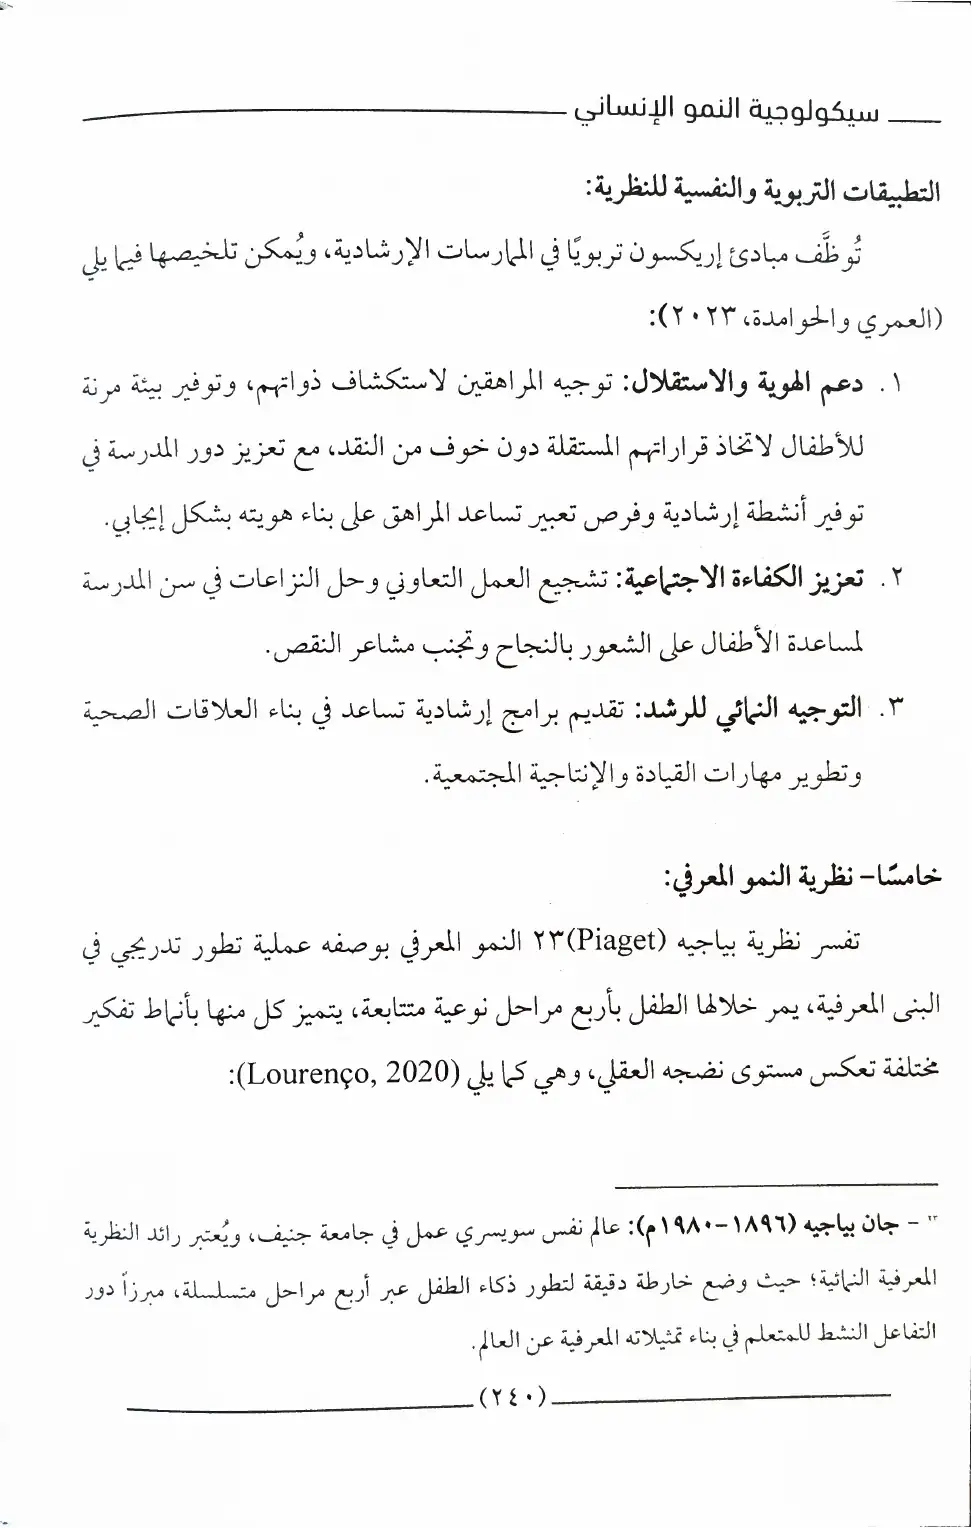 سيكولوجية النمو الإنساني
التطبيقات التربوية والنفسية للنظرية:
تُوظَّف مبادئ إريكسون تربويًا في الممارسات الإرشادية، ويُمكن تلخيصها فيما يلي
(العمري والحوامدة، ٢٠٢٣):
١. دعم الهوية والاستقلال: توجيه المراهقين لاستكشاف ذواتهم، وتوفير بيئة مرنة
للأطفال لاتخاذ قراراتهم المستقلة دون خوف من النقد، مع تعزيز دور المدرسة في
توفير أنشطة إرشادية وفرص تعبير تساعد المراهق على بناء هويته بشكل إيجابي.
٢. تعزيز الكفاءة الاجتماعية: تشجيع العمل التعاوني وحل النزاعات في سن المدرسة
لمساعدة الأطفال على الشعور بالنجاح وتجنب مشاعر النقص.
٣. التوجيه النمائي للرشد: تقديم برامج إرشادية تساعد في بناء العلاقات الصحية
وتطوير مهارات القيادة والإنتاجية المجتمعية.
خامسًا- نظرية النمو المعرفي:
تفسر نظرية بياجيه (Piaget)٢٣ النمو المعرفي بوصفه عملية تطور تدريجي في
البنى المعرفية، يمر خلالها الطفل بأربع مراحل نوعية متتابعة، يتميز كل منها بأنماط تفكير
مختلفة تعكس مستوى نضجه العقلي، وهي كما يلي (Lourenço, 2020):
٢٣ - جان بياجيه (١٨٩٦-١٩٨٠م): عالم نفس سويسري عمل في جامعة جنيف، ويُعتبر رائد النظرية
المعرفية النمائية؛ حيث وضع خارطة دقيقة لتطور ذكاء الطفل عبر أربع مراحل متسلسلة، مبرزاً دور
التفاعل النشط للمتعلم في بناء تمثيلاته المعرفية عن العالم.
(٢٤٠)